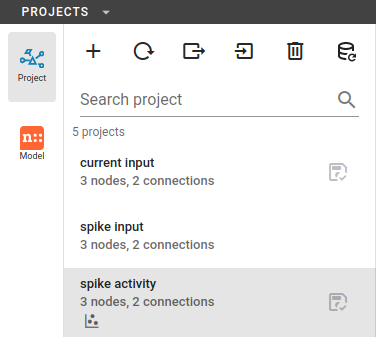 PROJECTS
Project
n::
Model
Search project
5 projects
current input
3 nodes, 2 connections
spike input
3 nodes, 2 connections
spike activity
3 nodes, 2 connections